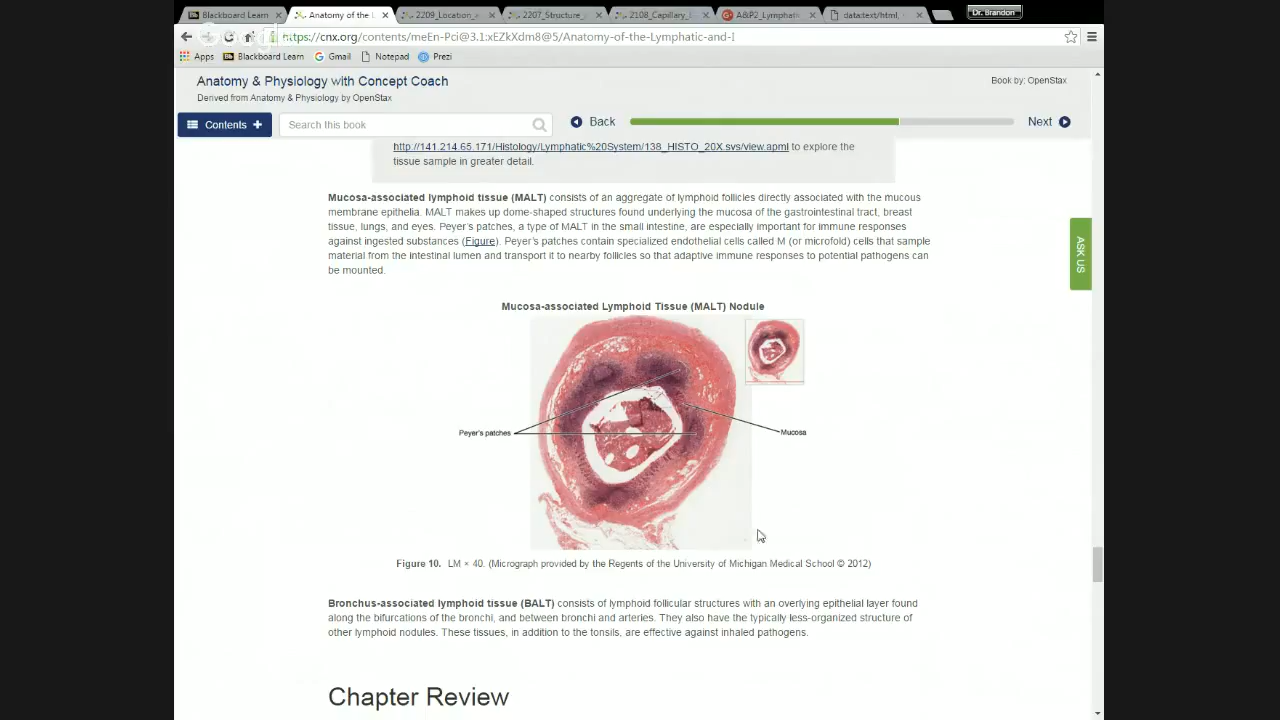 Blackboard Learn
Anatomy of the L
2209_Location_
2207_Structure_
2108_Capillary_
A&P2_Lymphatic
data:text/html,
Dr. Brandon
https://cnx.org/contents/meEn-Pci@3.1:xEZkXdm8@5/Anatomy-of-the-Lymphatic-and-I
Apps Blackboard Learn Gmail Notepad Prezi
Anatomy & Physiology with Concept Coach
Book by: OpenStax
Derived from Anatomy & Physiology by OpenStax
Contents +
Search this book
Back
Next
http://141.214.65.171/Histology/Lymphatic%20System/138_HISTO_20X.svs/view.apml to explore the
tissue sample in greater detail.
Mucosa-associated lymphoid tissue (MALT) consists of an aggregate of lymphoid follicles directly associated with the mucous
membrane epithelia. MALT makes up dome-shaped structures found underlying the mucosa of the gastrointestinal tract, breast
tissue, lungs, and eyes. Peyer's patches, a type of MALT in the small intestine, are especially important for immune responses
against ingested substances (Figure). Peyer's patches contain specialized endothelial cells called M (or microfold) cells that sample
material from the intestinal lumen and transport it to nearby follicles so that adaptive immune responses to potential pathogens can
be mounted.
ASK US
Mucosa-associated Lymphoid Tissue (MALT) Nodule
Peyer's patches
Mucosa
Figure 10. LM × 40. (Micrograph provided by the Regents of the University of Michigan Medical School © 2012)
Bronchus-associated lymphoid tissue (BALT) consists of lymphoid follicular structures with an overlying epithelial layer found
along the bifurcations of the bronchi, and between bronchi and arteries. They also have the typically less-organized structure of
other lymphoid nodules. These tissues, in addition to the tonsils, are effective against inhaled pathogens.
Chapter Review